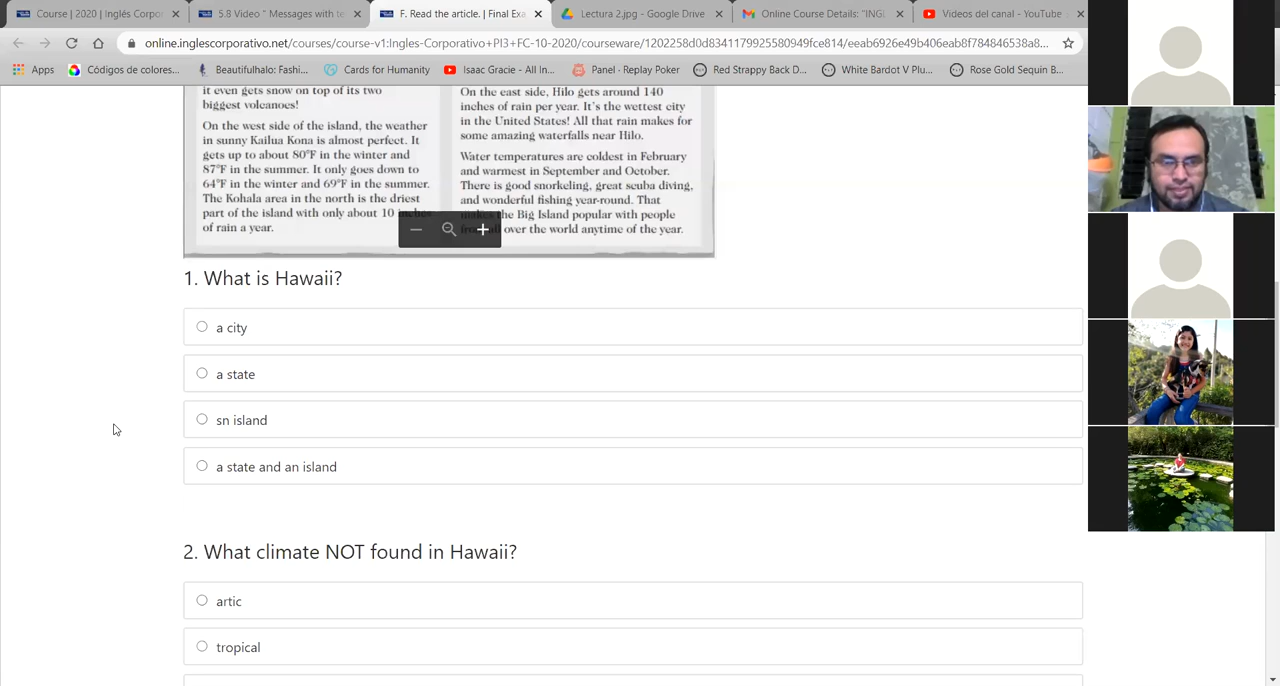 Course | 2020 | Inglés Corpo
5.8 Video " Messages with te
F. Read the article. | Final Exa
Lectura 2.jpg - Google Drive
Online Course Details: "INGL
Videos del canal - YouTube
online.inglescorporativo.net/courses/course-v1:Ingles-Corporativo+PI3+FC-10-2020/courseware/1202258d0d8341179925580949fce814/eeab6926e49b406eab8f784846538a8...
Apps
Códigos de colores...
Beautifulhalo: Fashi...
Cards for Humanity
Isaac Gracie - All In...
Panel · Replay Poker
Red Strappy Back D...
White Bardot V Plu...
Rose Gold Sequin B...
it even gets snow on top of its two
biggest volcanoes!
On the west side of the island, the weather
in sunny Kailua Kona is almost perfect. It
gets up to about 80°F in the winter and
87°F in the summer. It only goes down to
64°F in the winter and 69°F in the summer.
The Kohala area in the north is the driest
part of the island with only about 10 inches
of rain a year.
On the east side, Hilo gets around 140
inches of rain per year. It's the wettest city
in the United States! All that rain makes for
some amazing waterfalls near Hilo.
Water temperatures are coldest in February
and warmest in September and October.
There is good snorkeling, great scuba diving,
and wonderful fishing year-round. That
makes the Big Island popular with people
from all over the world anytime of the year.
1. What is Hawaii?
a city
a state
sn island
a state and an island
2. What climate NOT found in Hawaii?
artic
tropical